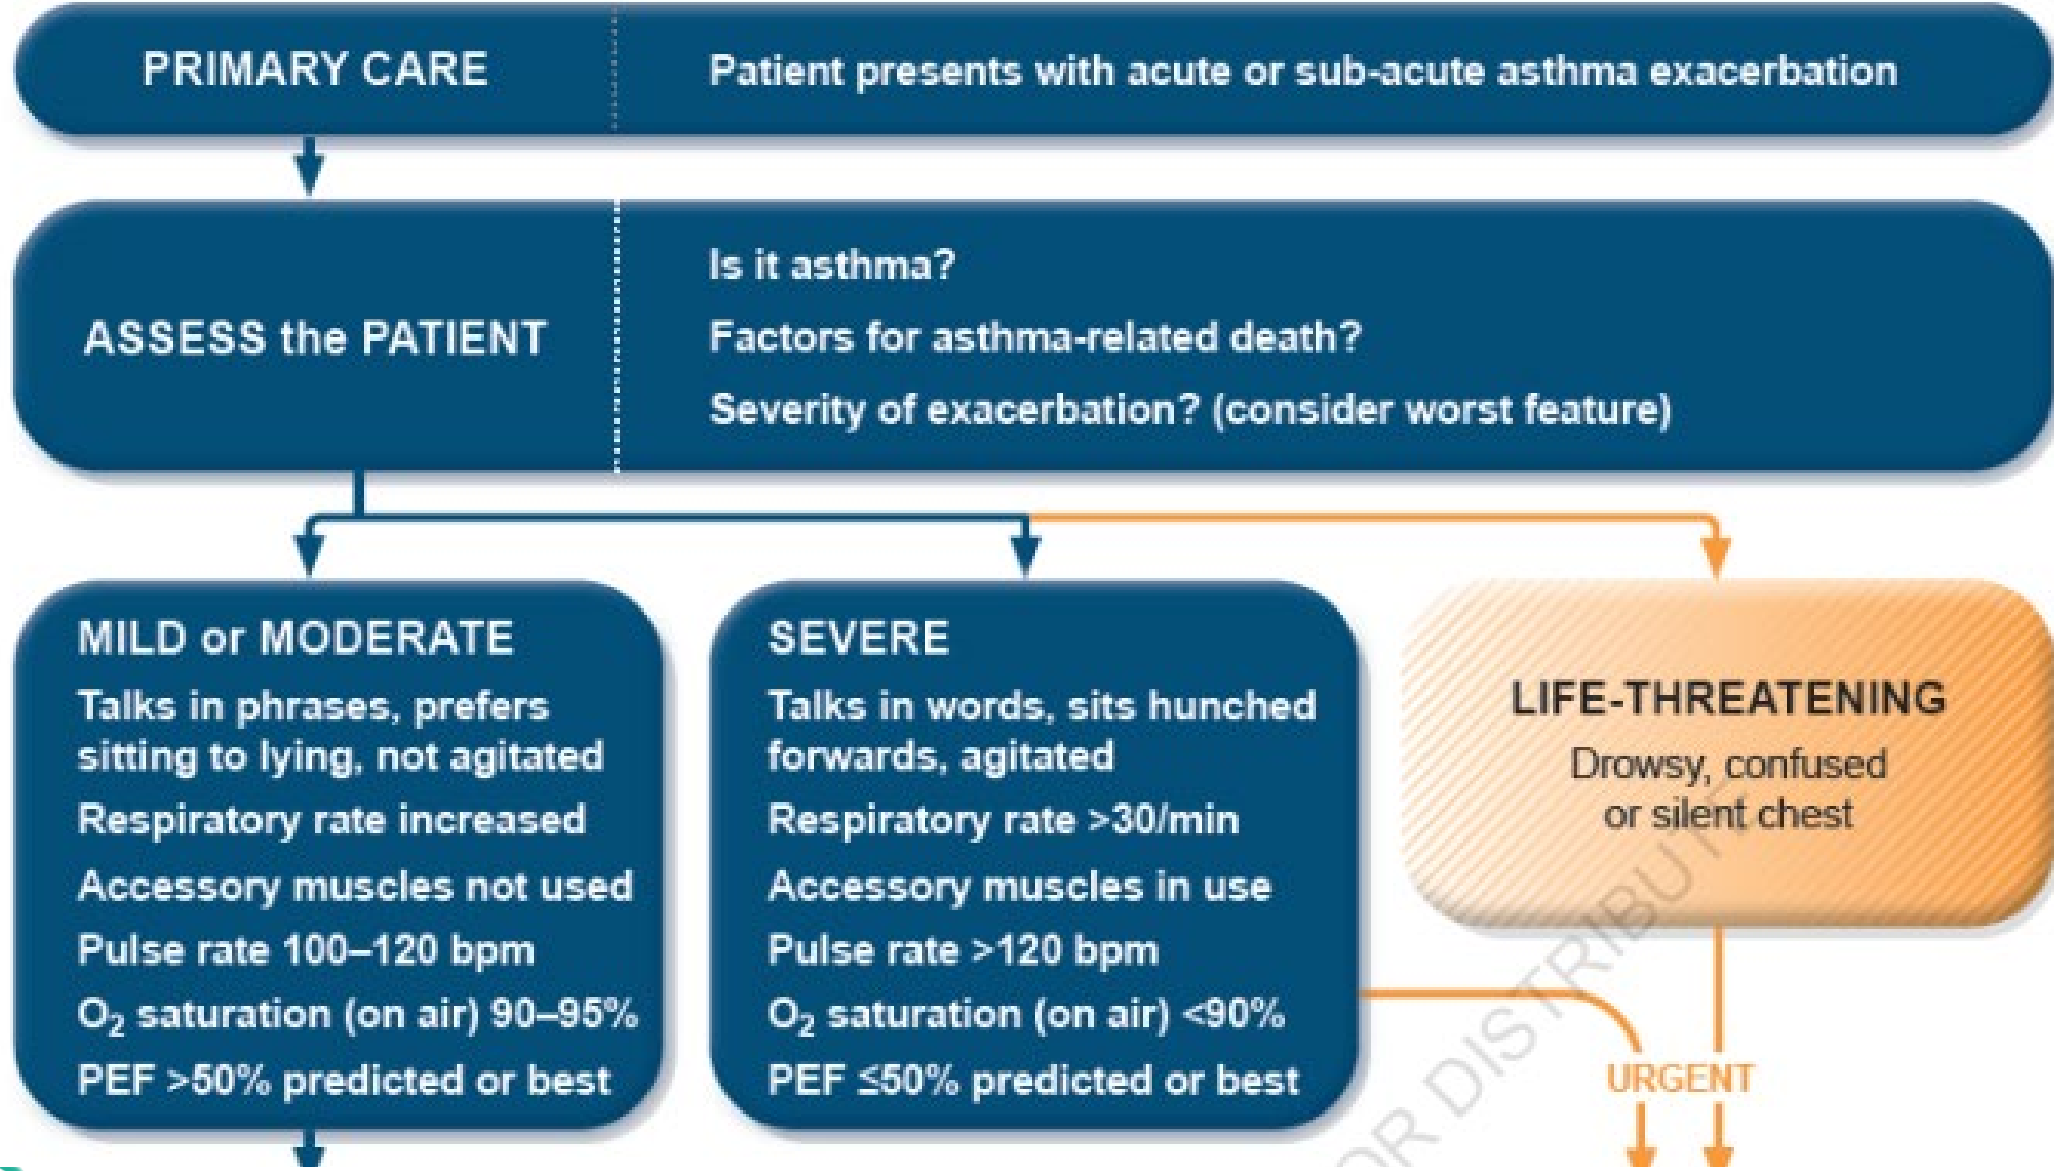 PRIMARY CARE
Patient presents with acute or sub-acute asthma exacerbation
ASSESS the PATIENT
Is it asthma?
Factors for asthma-related death?
Severity of exacerbation? (consider worst feature)
MILD or MODERATE
Talks in phrases, prefers
sitting to lying, not agitated
Respiratory rate increased
Accessory muscles not used
Pulse rate 100–120 bpm
O₂ saturation (on air) 90–95%
PEF >50% predicted or best
SEVERE
Talks in words, sits hunched
forwards, agitated
Respiratory rate >30/min
Accessory muscles in use
Pulse rate >120 bpm
O₂ saturation (on air) <90%
PEF ≤50% predicted or best
LIFE-THREATENING
Drowsy, confused
or silent chest
URGENT
OR DISTRIBUTE